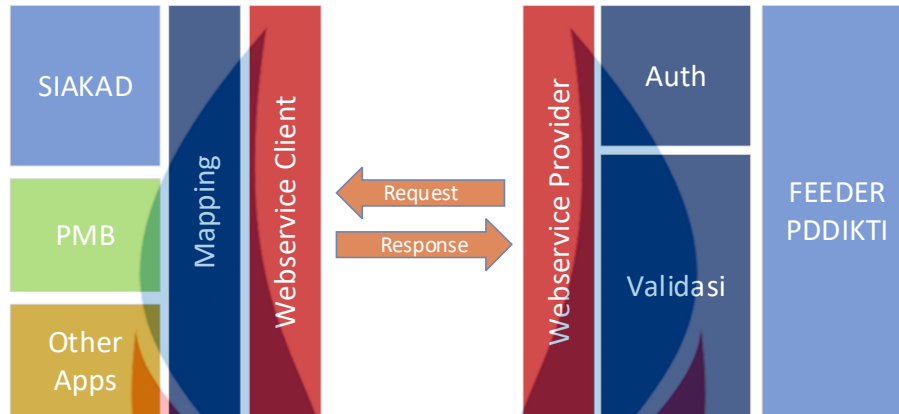 SIAKAD
PMB
Other
Apps
Mapping
Webservice Client
Request
Response
Webservice Provider
Auth
Validasi
FEEDER
PDDIKTI